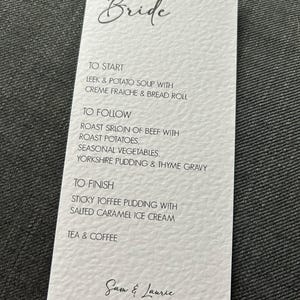 Bride
TO START
LEEK & POTATO SOUP WITH
CREME FRAICHE & BREAD ROLL
TO FOLLOW
ROAST SIRLOIN OF BEEF WITH
ROAST POTATOES,
SEASONAL VEGETABLES,
YORKSHIRE PUDDING & THYME GRAVY
TO FINISH
STICKY TOFFEE PUDDING WITH
SALTED CARAMEL ICE CREAM
TEA & COFFEE
Sam & Laurie